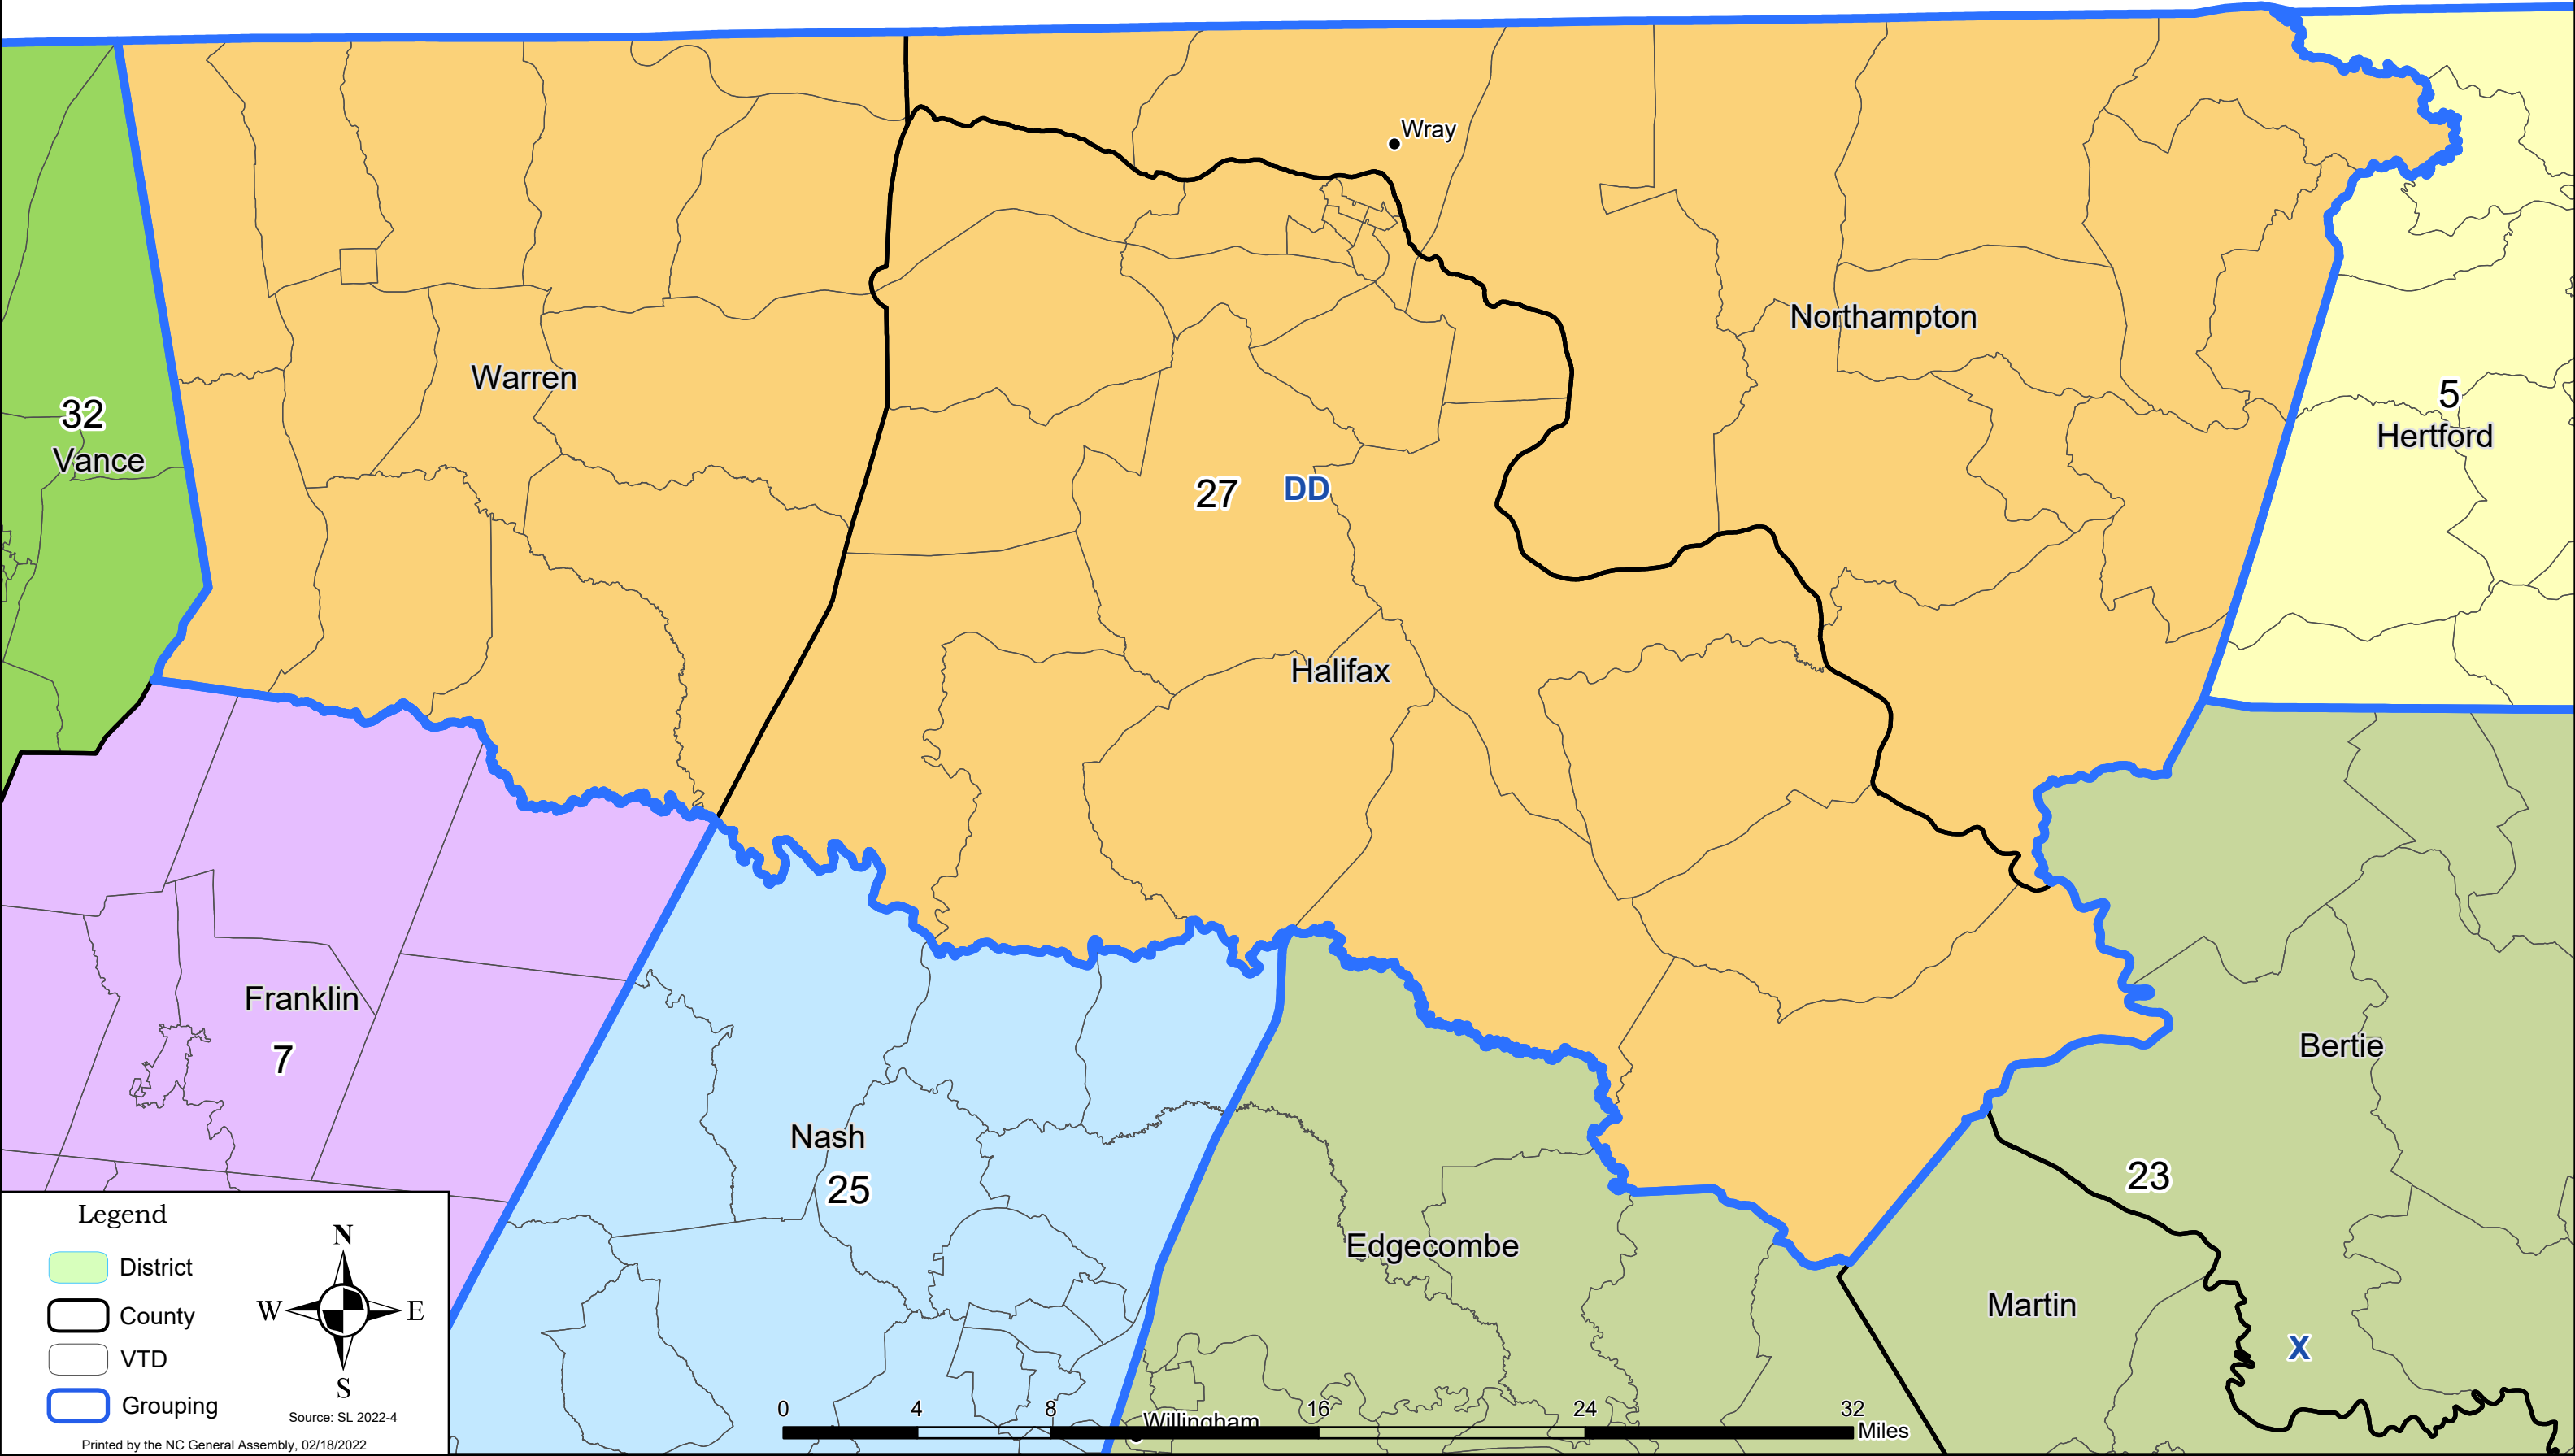 Wray
Northampton
Warren
32
Vance
5
Hertford
27
DD
Halifax
Franklin
7
Bertie
Nash
25
23
Edgecombe
Martin
X
Willingham
0
4
8
16
24
32
Miles
Legend
District
County
VTD
Grouping
N
W
E
S
Source: SL 2022-4
Printed by the NC General Assembly, 02/18/2022